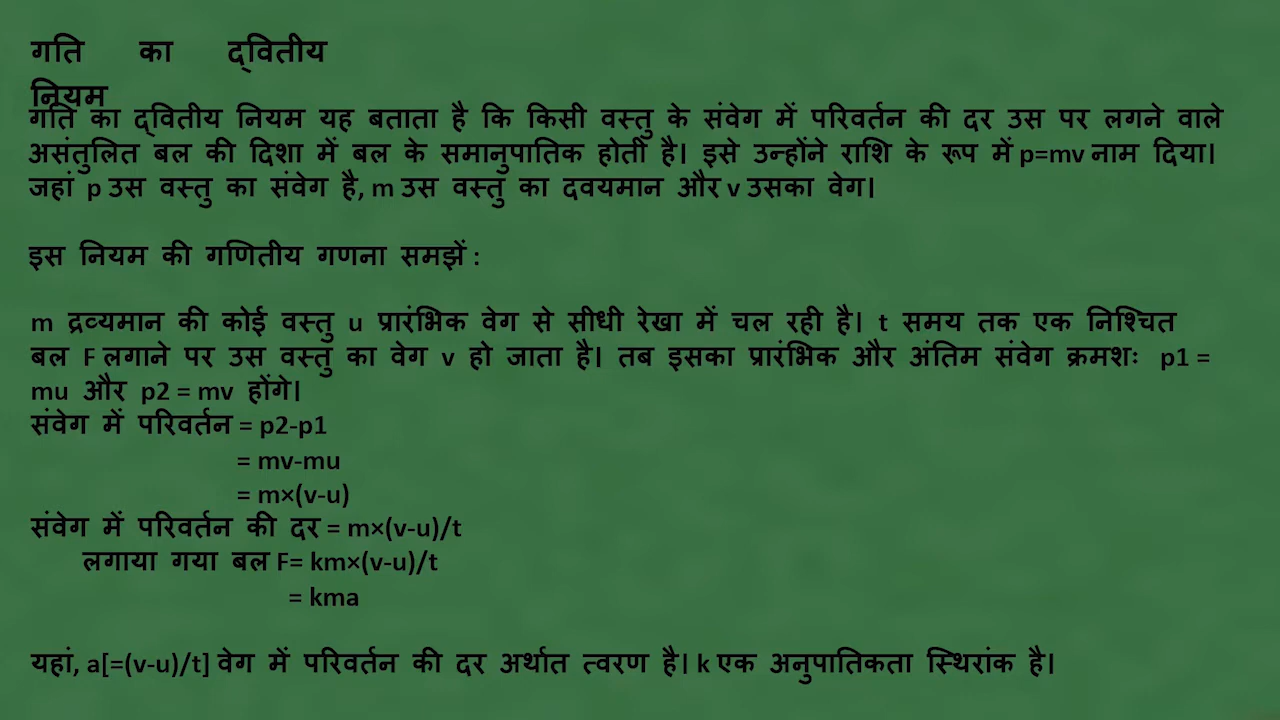 गति का द्वितीय
नियम
गति का द्वितीय नियम यह बताता है कि किसी वस्तु के संवेग में परिवर्तन की दर उस पर लगने वाले
असंतुलित बल की दिशा में बल के समानुपातिक होती है। इसे उन्होंने राशि के रूप में p=mv नाम दिया।
जहां p उस वस्तु का संवेग है, m उस वस्तु का दवयमान और v उसका वेग।
इस नियम की गणितीय गणना समझें :
m द्रव्यमान की कोई वस्तु u प्रारंभिक वेग से सीधी रेखा में चल रही है। t समय तक एक निश्चित
बल F लगाने पर उस वस्तु का वेग v हो जाता है। तब इसका प्रारंभिक और अंतिम संवेग क्रमशः p1 =
mu और p2 = mv होंगे।
संवेग में परिवर्तन = p2-p1
= mv-mu
= m×(v-u)
संवेग में परिवर्तन की दर = m×(v-u)/t
लगाया गया बल F= km×(v-u)/t
= kma
यहां, a[=(v-u)/t] वेग में परिवर्तन की दर अर्थात त्वरण है। k एक अनुपातिकता स्थिरांक है।